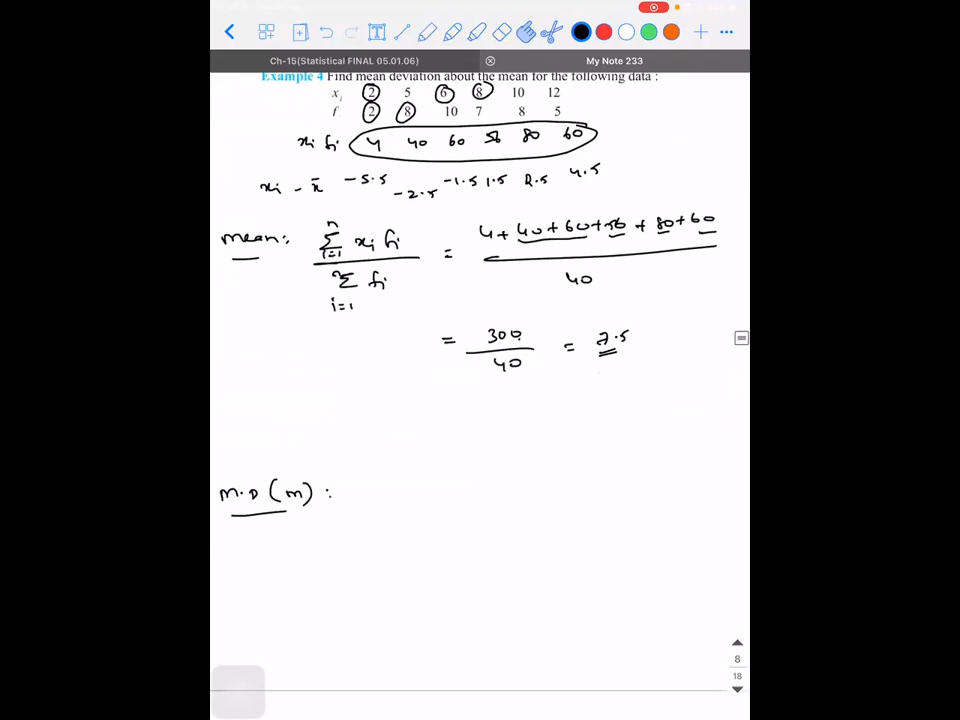 Ch-15(Statistical FINAL 05.01.06) My Note 233
Example 4 Find mean deviation about the mean for the following data :
xi 2 5 6 8 10 12
f 2 8 10 7 8 5
xi fi 4 40 60 56 80 60
xi - x̄ -5.5 -2.5 -1.5 1.5 2.5 4.5
mean: n∑i=1 xi fi / n∑i=1 fi = 4+40+60+56+80+60 / 40
= 300 / 40 = 7.5
M.D (m) :
8
18